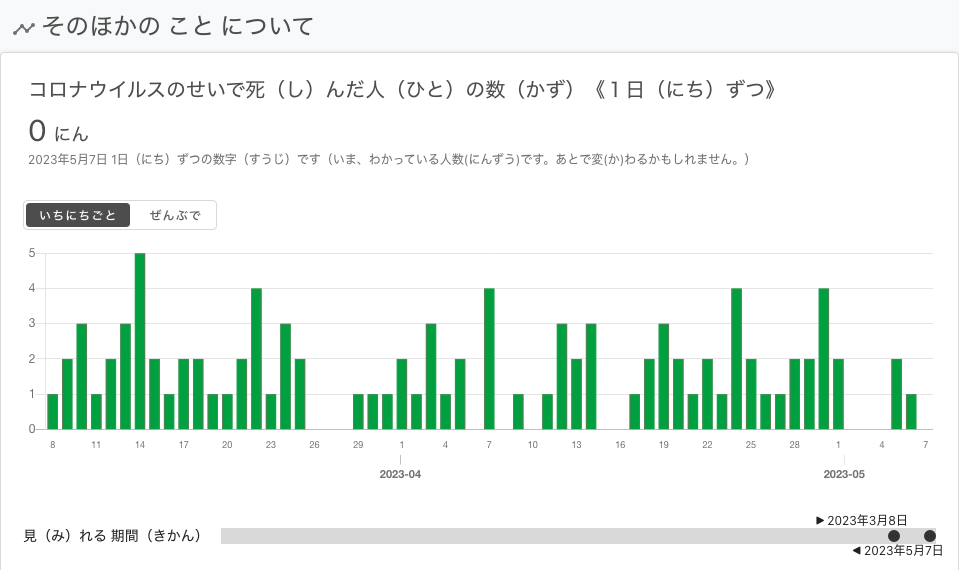 そのほかの こと について
コロナウイルスのせいで死（し）んだ人（ひと）の数（かず）《１日（にち）ずつ》
0 にん
2023年5月7日 1日（にち）ずつの数字（すうじ）です（いま、わかっている人数(にんずう)です。あとで変(か)わるかもしれません。）
いちにちごと ぜんぶで
5
4
3
2
1
0
8 11 14 17 20 23 26 29 1 4 7 10 13 16 19 22 25 28 1 4 7
2023-04 2023-05
▶2023年3月8日
見（み）れる 期間（きかん）
◀2023年5月7日